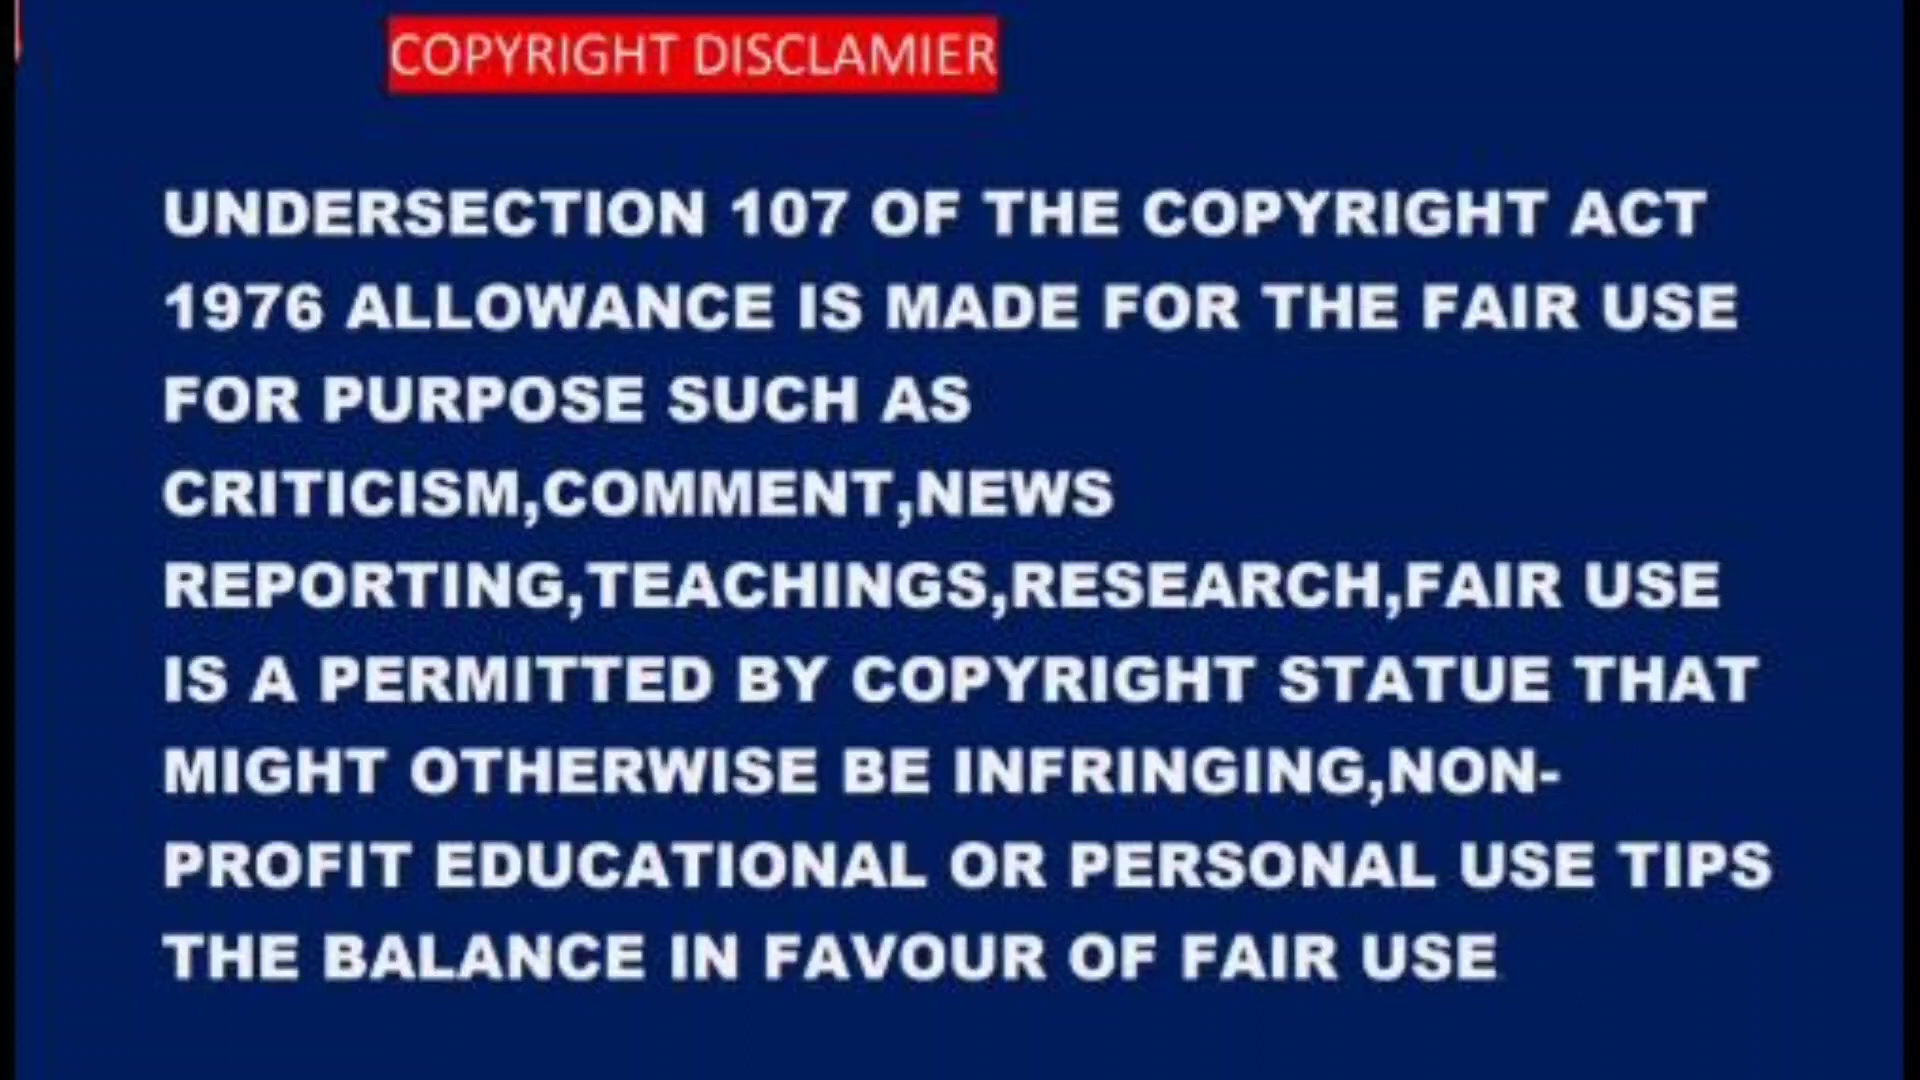 COPYRIGHT DISCLAMIER
UNDERSECTION 107 OF THE COPYRIGHT ACT
1976 ALLOWANCE IS MADE FOR THE FAIR USE
FOR PURPOSE SUCH AS
CRITICISM,COMMENT,NEWS
REPORTING,TEACHINGS,RESEARCH,FAIR USE
IS A PERMITTED BY COPYRIGHT STATUE THAT
MIGHT OTHERWISE BE INFRINGING,NON-
PROFIT EDUCATIONAL OR PERSONAL USE TIPS
THE BALANCE IN FAVOUR OF FAIR USE